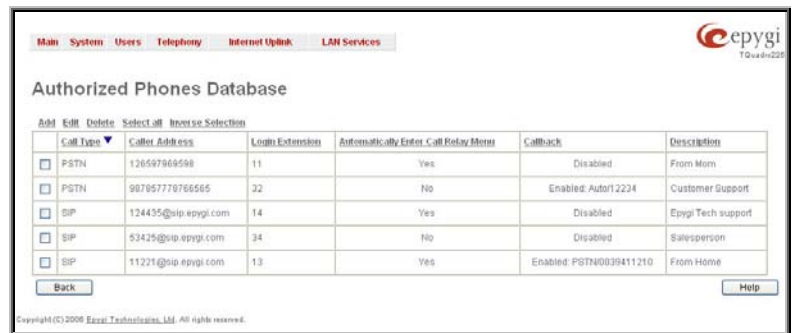 Main System Users Telephony Internet Uplink LAN Services
epygi
TQuadro225
Authorized Phones Database
Add Edit Delete Select all Inverse Selection
Call Type Caller Address Login Extension Automatically Enter Call Relay Menu Callback Description
PSTN 126597969598 11 Yes Disabled From Mom
PSTN 987857779766565 32 No Enabled: Auto/12234 Customer Support
SIP 124435@sip.epygi.com 14 Yes Disabled Epygi Tech support
SIP 53425@sip.epygi.com 34 No Disabled Salesperson
SIP 11221@sip.epygi.com 13 Yes Enabled: PSTN/0039411210 From Home
Back Help
Copyright (C) 2008 Epygi Technologies, Ltd. All rights reserved.